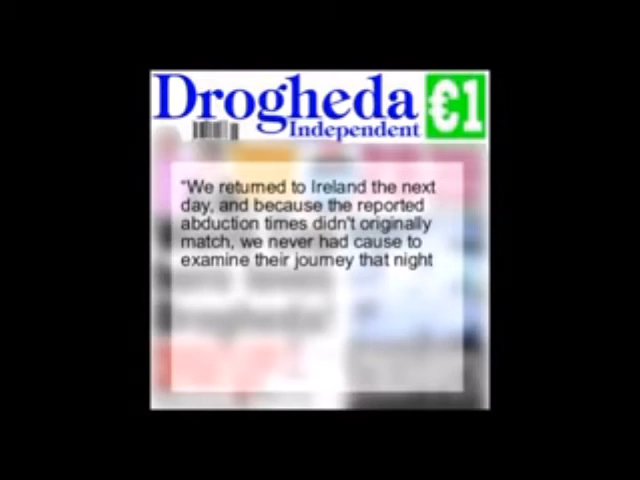 Drogheda
Independent
€1
“We returned to Ireland the next
day, and because the reported
abduction times didn't originally
match, we never had cause to
examine their journey that night